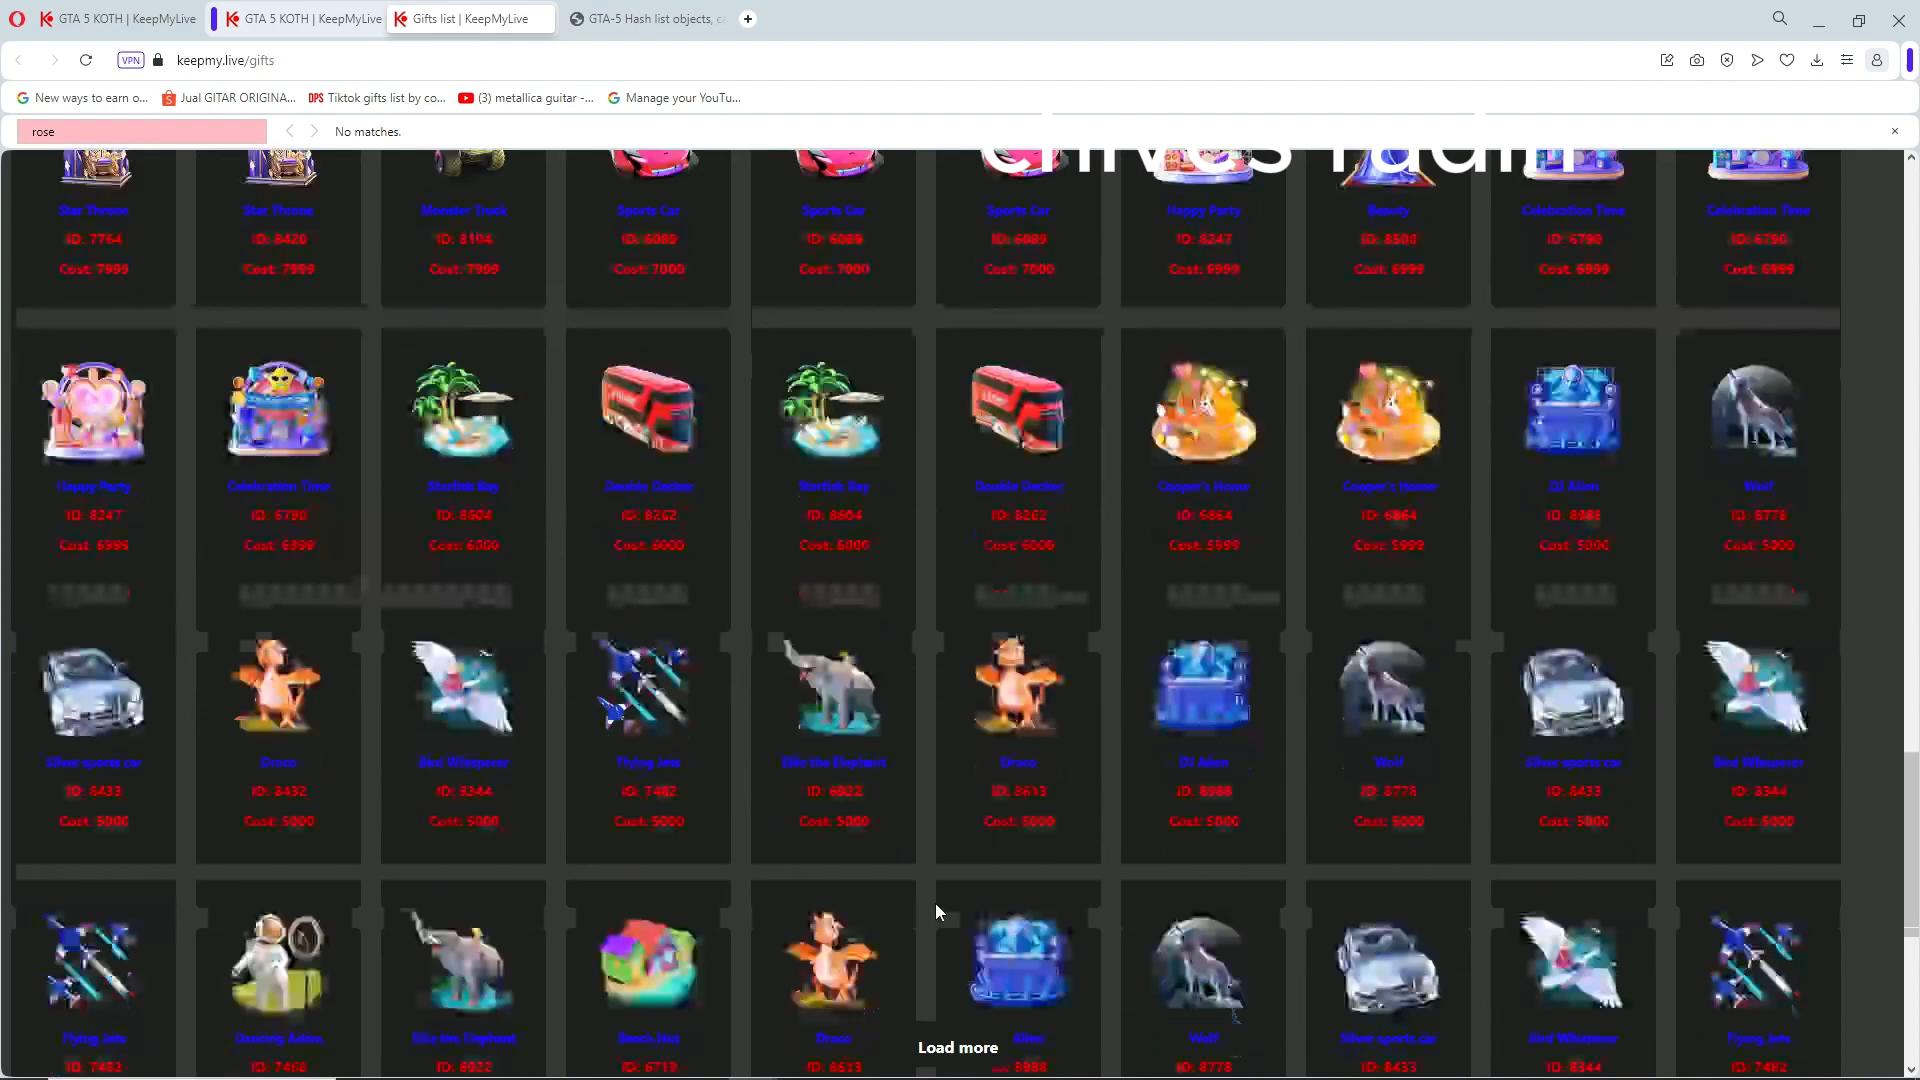 GTA 5 KOTH | KeepMyLive
GTA 5 KOTH | KeepMyLive
Gifts list | KeepMyLive
GTA-5 Hash list objects, ca
VPN
keepmy.live/gifts
New ways to earn o...
Jual GITAR ORIGINA...
DPS Tiktok gifts list by co...
(3) metallica guitar -...
Manage your YouTu...
rose
No matches.
Star Throne Star Throne Monster Truck Sports Car Sports Car Sports Car Happy Party Beauty Celebration Time Celebration Time
ID: 7764 ID: 8420 ID: 8104 ID: 6089 ID: 6089 ID: 6089 ID: 8247 ID: 6790 ID: 6790
Cost: 7999 Cost: 7999 Cost: 7999 Cost: 7000 Cost: 7000 Cost: 7000 Cost: 6999 Cost: 6999 Cost: 6999 Cost: 6999
Happy Party Celebration Time Starfish Bay Double Decker Starfish Bay Double Decker Cooper's Home Cooper's Home DJ Alien Wolf
ID: 8247 ID: 6790 ID: 8604 ID: 8262 ID: 8604 ID: 8262 ID: 6864 ID: 6864 ID: 8988 ID: 8778
Cost: 6999 Cost: 6999 Cost: 6000 Cost: 6000 Cost: 6000 Cost: 6000 Cost: 5999 Cost: 5999 Cost: 5000 Cost: 5000
Silver sports car Draco Bird Whisperer Flying Jets Ellie the Elephant Draco DJ Alien Wolf Silver sports car Bird Whisperer
ID: 8433 ID: 8432 ID: 8344 ID: 7482 ID: 6922 ID: 8613 ID: 8988 ID: 8778 ID: 8433 ID: 8344
Cost: 5000 Cost: 5000 Cost: 5000 Cost: 5000 Cost: 5000 Cost: 5000 Cost: 5000 Cost: 5000 Cost: 5000 Cost: 5000
Flying Jets Dancing Adam Ellie the Elephant Draco Alien Wolf Silver sports car Bird Whisperer Flying Jets
Load more
ID: 7482 ID: 7468 ID: 6922 ID: 6719 ID: 8613 8988 ID: 8778 ID: 8433 ID: 8344 ID: 7482